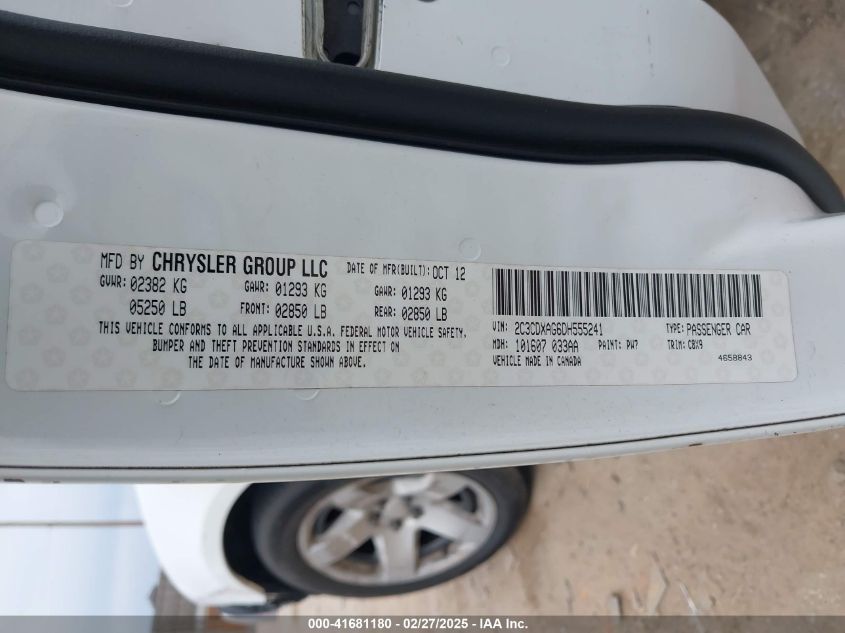 MFD BY CHRYSLER GROUP LLC DATE OF MFR(BUILT): OCT 12
GVWR: 02382 KG GAWR: 01293 KG GAWR: 01293 KG
05250 LB FRONT: 02850 LB REAR: 02850 LB
THIS VEHICLE CONFORMS TO ALL APPLICABLE U.S.A. FEDERAL MOTOR VEHICLE SAFETY,
BUMPER AND THEFT PREVENTION STANDARDS IN EFFECT ON
THE DATE OF MANUFACTURE SHOWN ABOVE.
VIN: 2C3CDXAG6DH555241 TYPE: PASSENGER CAR
MDH: 101607 033AA PAINT: PW7 TRIM: CBX9
VEHICLE MADE IN CANADA 4658843
000-41681180 - 02/27/2025 - IAA Inc.